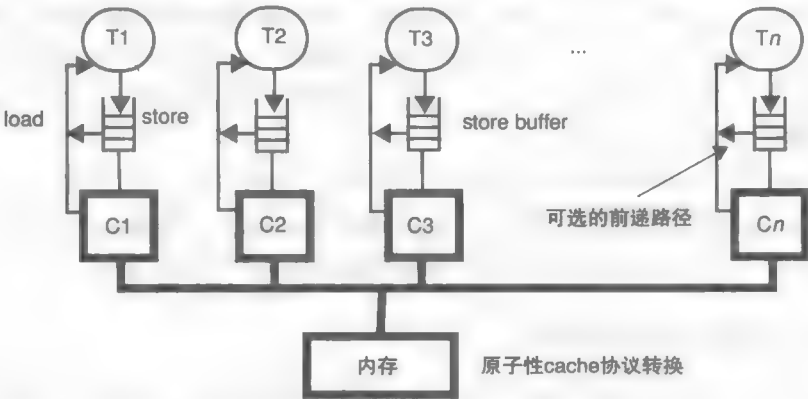 T1
T2
T3
...
Tn
load
store
store buffer
可选的前递路径
C1
C2
C3
Cn
内存
原子性cache协议转换